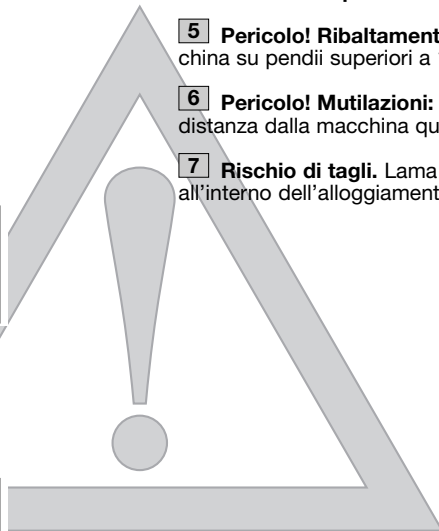 5 Pericolo! Ribaltament
china su pendii superiori a
6 Pericolo! Mutilazioni:
distanza dalla macchina qu
7 Rischio di tagli. Lama
all'interno dell'alloggiament